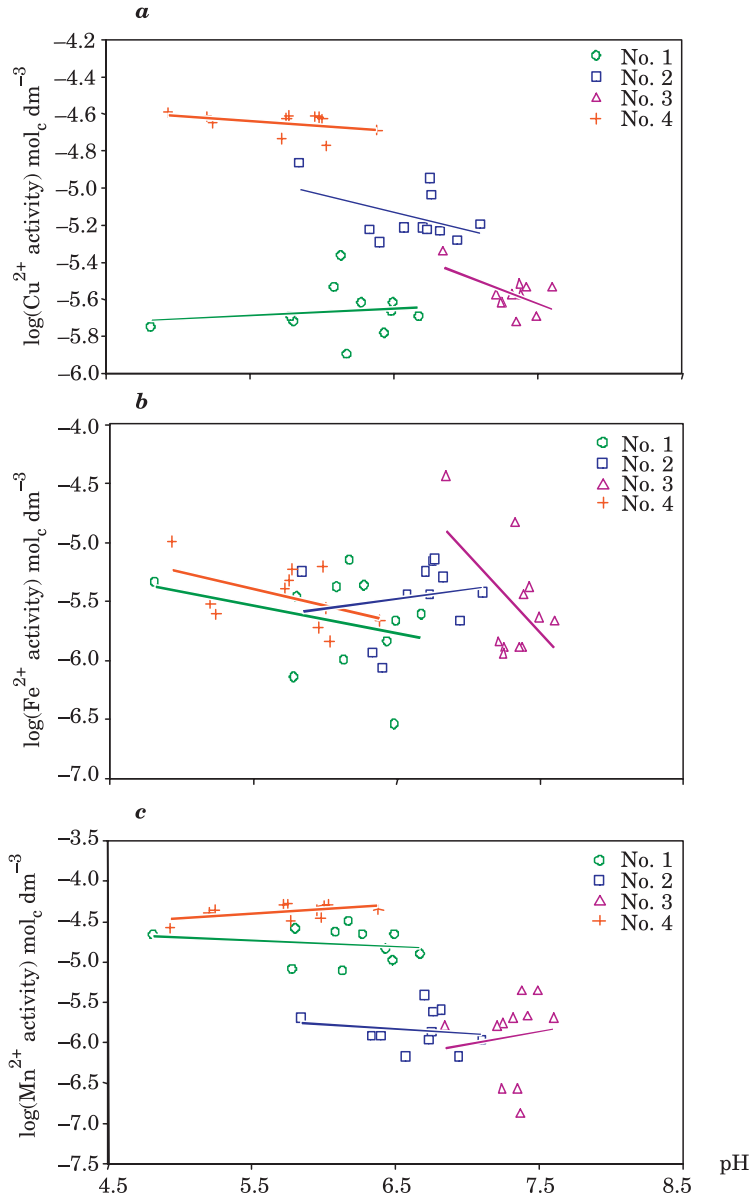 a
log(Cu²⁺ activity) mol_c dm⁻³
−4.2
−4.4
−4.6
−4.8
−5.0
−5.2
−5.4
−5.6
−5.8
−6.0
No. 1
No. 2
No. 3
No. 4
b
log(Fe²⁺ activity) mol_c dm⁻³
−4.0
−4.5
−5.0
−5.5
−6.0
−6.5
−7.0
No. 1
No. 2
No. 3
No. 4
c
log(Mn²⁺ activity) mol_c dm⁻³
−3.5
−4.5
−4.5
−5.0
−5.5
−6.0
−6.5
−7.0
−7.5
No. 1
No. 2
No. 3
No. 4
4.5 5.5 6.5 7.5 8.5
pH